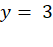 y = 3